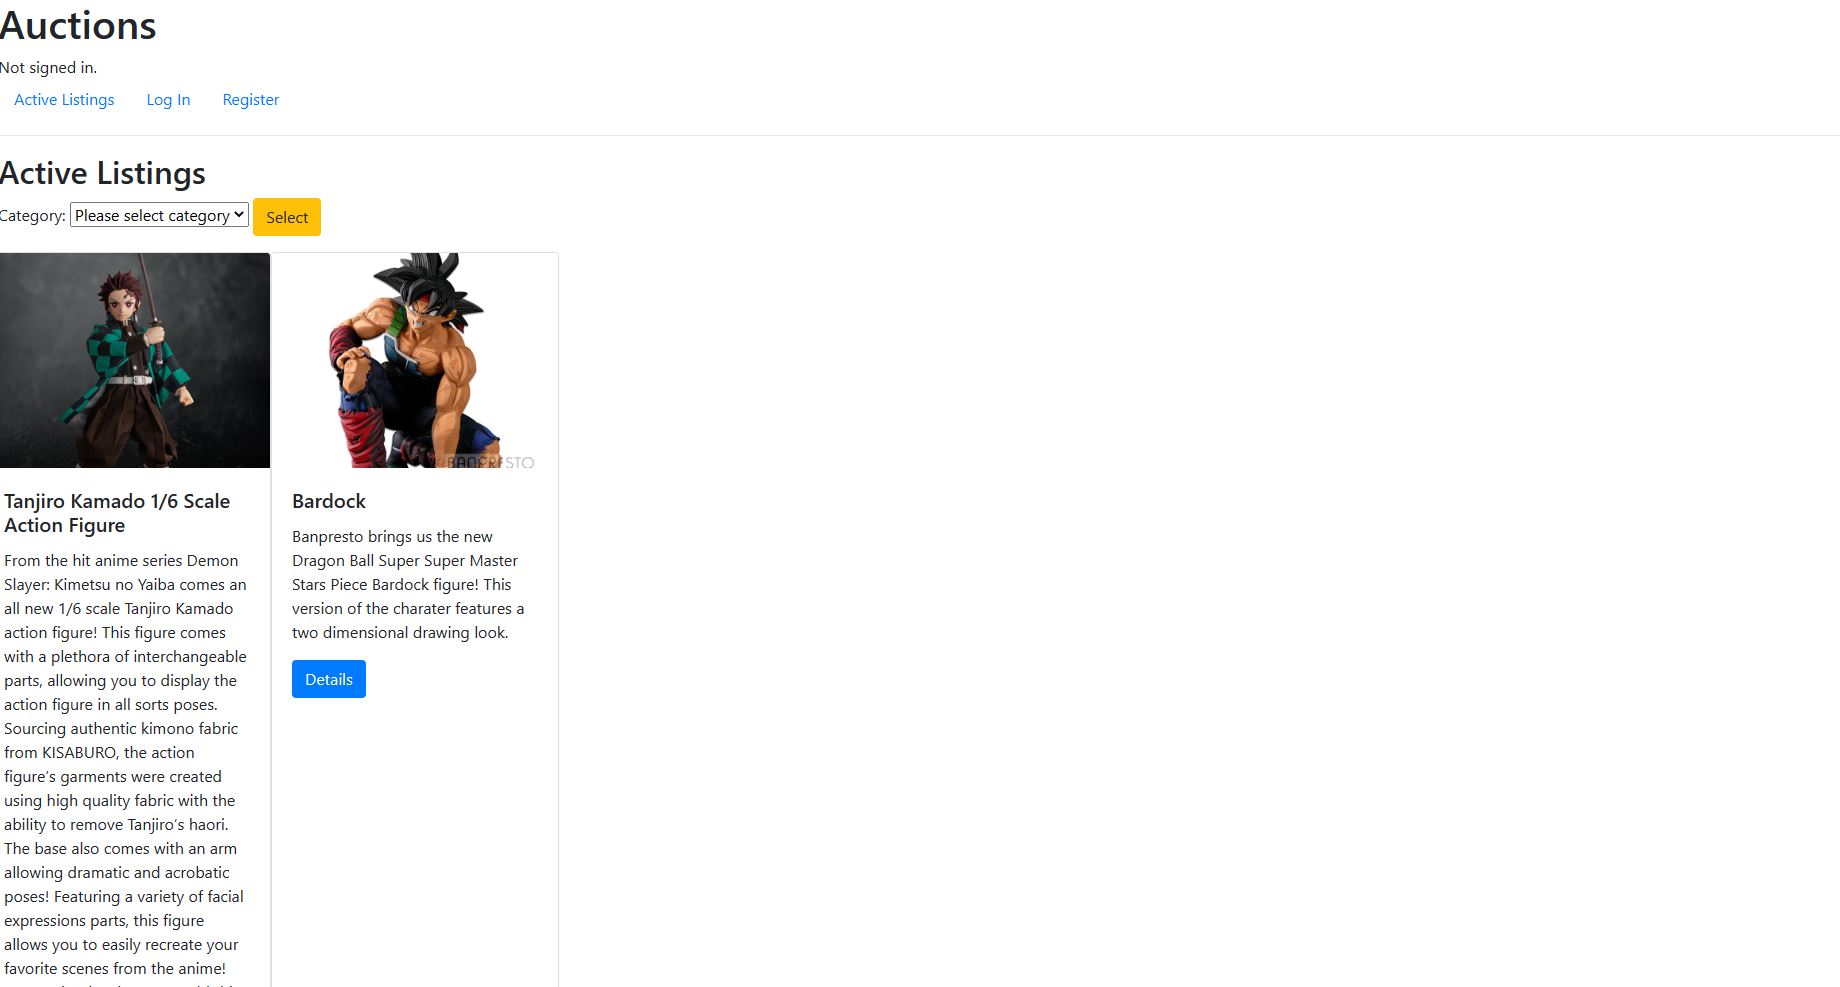 Auctions
Not signed in.
Active Listings Log In Register
Active Listings
Category: Please select category Select
BANPRESTO
Tanjiro Kamado 1/6 Scale
Action Figure
From the hit anime series Demon
Slayer: Kimetsu no Yaiba comes an
all new 1/6 scale Tanjiro Kamado
action figure! This figure comes
with a plethora of interchangeable
parts, allowing you to display the
action figure in all sorts poses.
Sourcing authentic kimono fabric
from KISABURO, the action
figure’s garments were created
using high quality fabric with the
ability to remove Tanjiro’s haori.
The base also comes with an arm
allowing dramatic and acrobatic
poses! Featuring a variety of facial
expressions parts, this figure
allows you to easily recreate your
favorite scenes from the anime!
Bardock
Banpresto brings us the new
Dragon Ball Super Super Master
Stars Piece Bardock figure! This
version of the charater features a
two dimensional drawing look.
Details